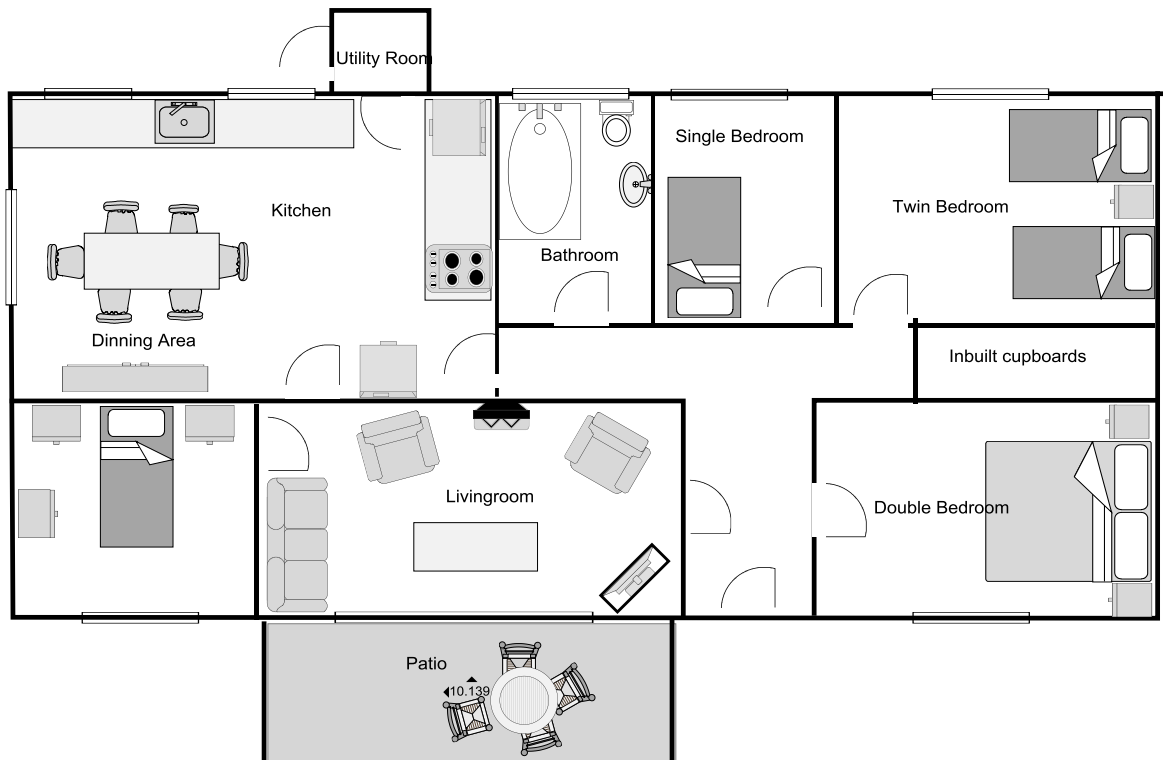 Utility Room
Single Bedroom
Kitchen
Twin Bedroom
Bathroom
Dinning Area
Inbuilt cupboards
Livingroom
Double Bedroom
Patio
10.139